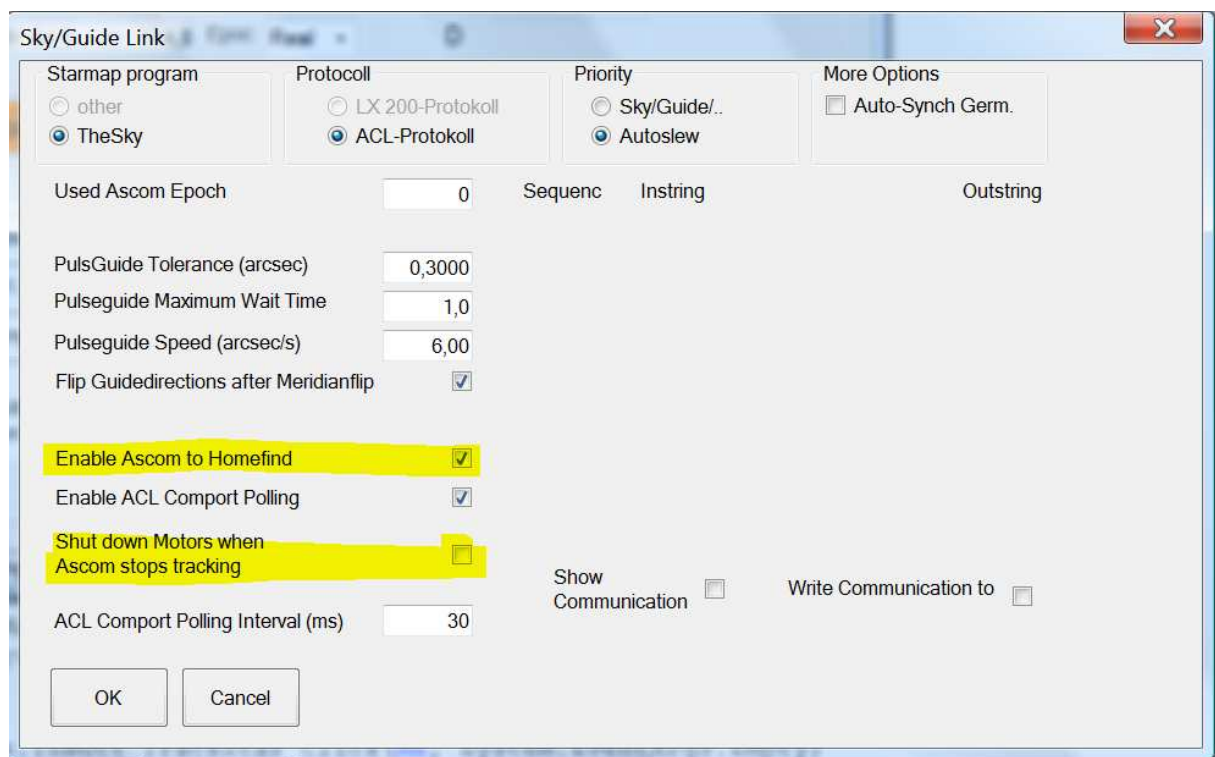 Sky/Guide Link
Starmap program
Protocoll
Priority
More Options
other
LX 200-Protokoll
Sky/Guide/..
Auto-Synch Germ.
TheSky
ACL-Protokoll
Autoslew
Used Ascom Epoch
0
Sequenc
Instring
Outstring
PulsGuide Tolerance (arcsec)
0,3000
Pulseguide Maximum Wait Time
1,0
Pulseguide Speed (arcsec/s)
6,00
Flip Guidedirections after Meridianflip
Enable Ascom to Homefind
Enable ACL Comport Polling
Shut down Motors when
Ascom stops tracking
Show
Communication
Write Communication to
ACL Comport Polling Interval (ms)
30
OK
Cancel